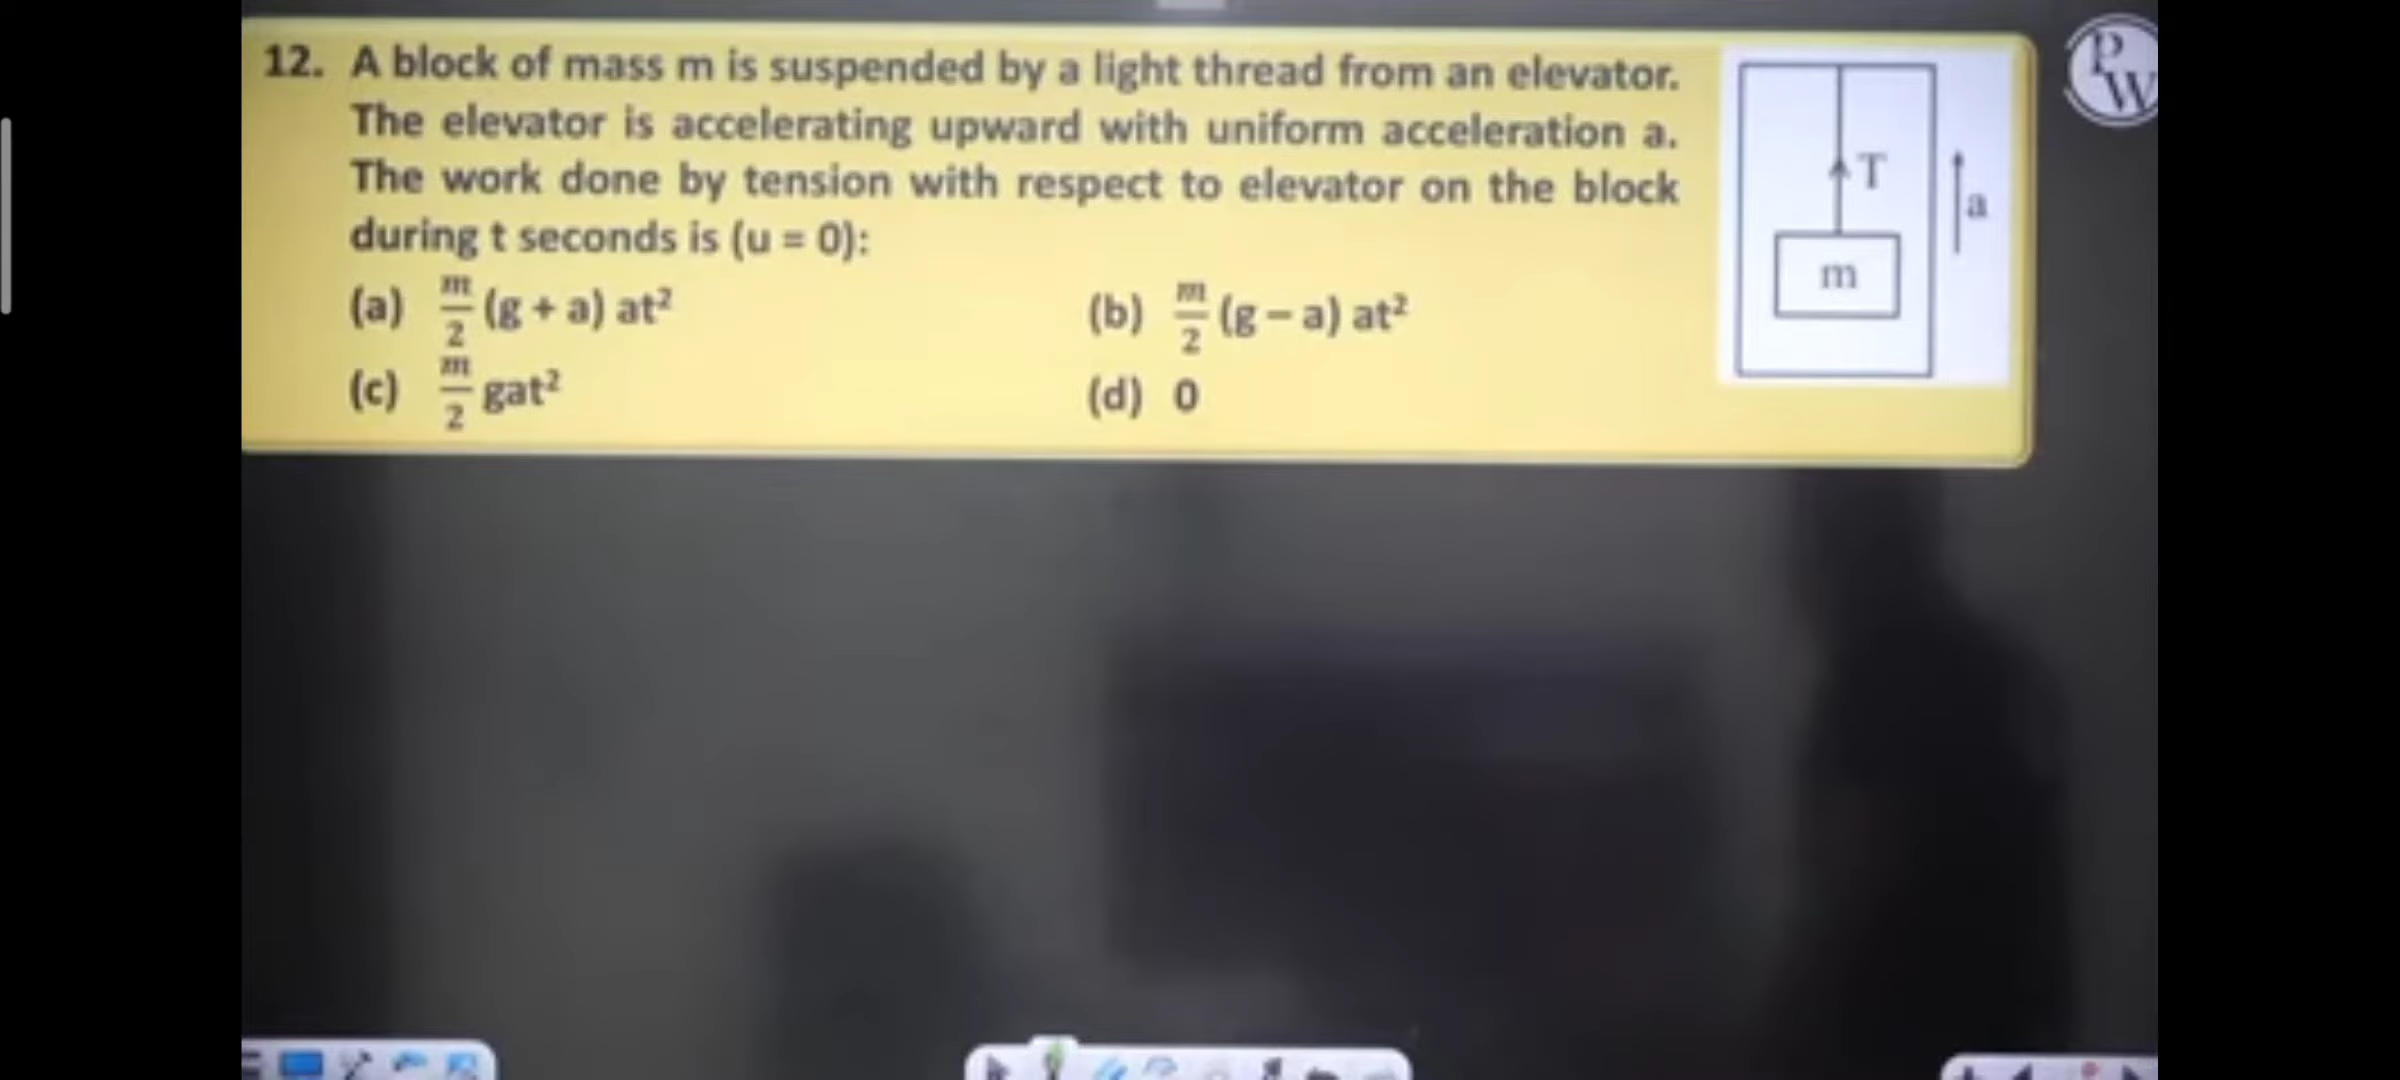 12. A block of mass m is suspended by a light thread from an elevator.
The elevator is accelerating upward with uniform acceleration a.
The work done by tension with respect to elevator on the block
during t seconds is (u = 0):
(a) m/2 (g + a) at²
(b) m/2 (g – a) at²
(c) m/2 gat²
(d) 0
T
a
m
PW